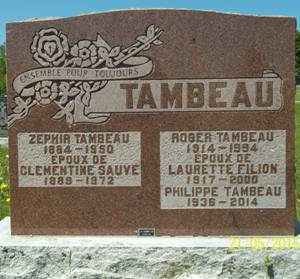 ENSEMBLE POUR TOUJOURS
TAMBEAU
ZEPHIR TAMBEAU
1884-1950
EPOUX DE
CLEMENTINE SAUVE
1889-1972
ROGER TAMBEAU
1914-1994
EPOUX DE
LAURETTE FILION
1917-2000
PHILIPPE TAMBEAU
1936-2014
21/06/2015